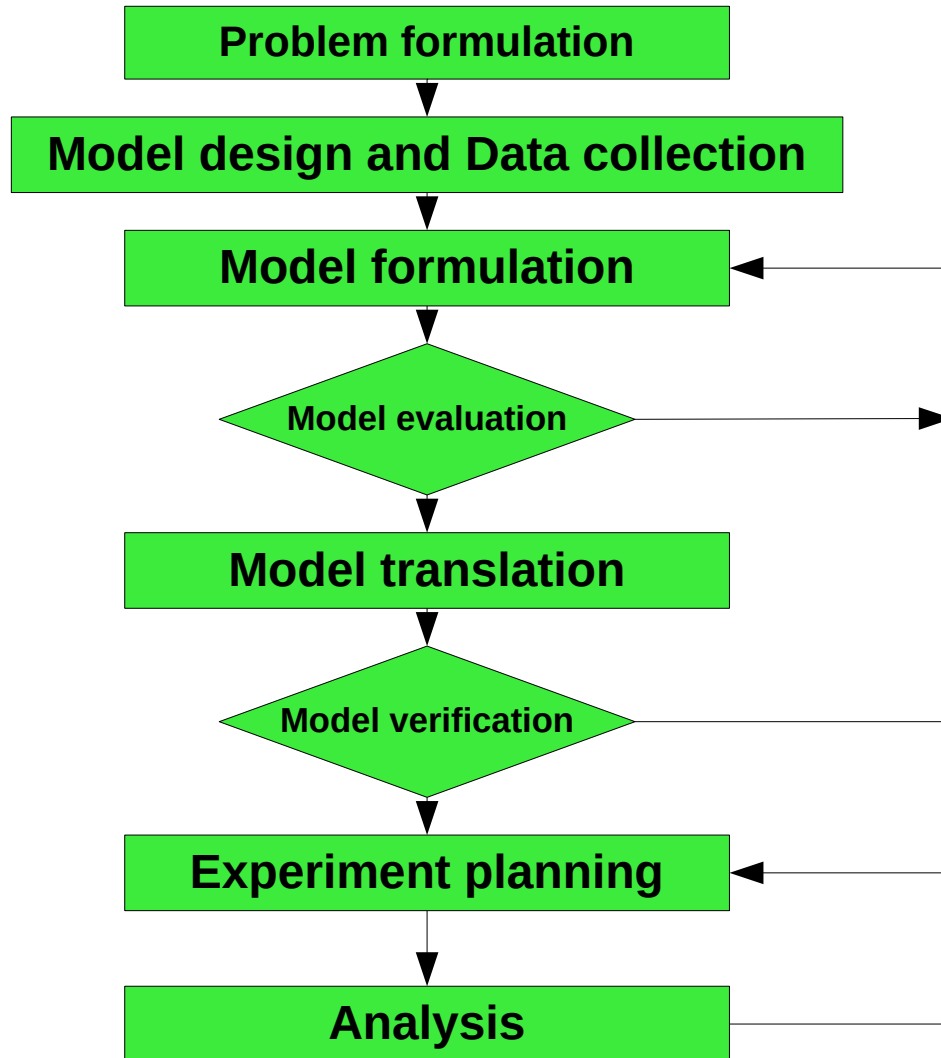 Problem formulation
Model design and Data collection
Model formulation
Model evaluation
Model translation
Model verification
Experiment planning
Analysis